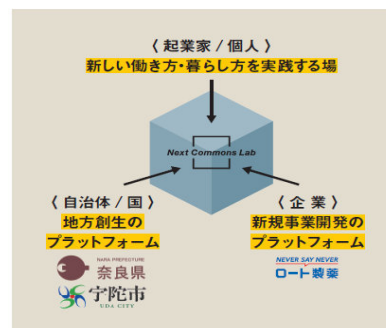 〈 起業家 / 個人 〉
新しい働き方・暮らし方を実践する場
Next Commons Lab
〈 自治体 / 国 〉
地方創生の
プラットフォーム
NARA PREFECTURE
奈良県
宇陀市
UDA CITY
〈 企業 〉
新規事業開発の
プラットフォーム
NEVER SAY NEVER
ロート製薬